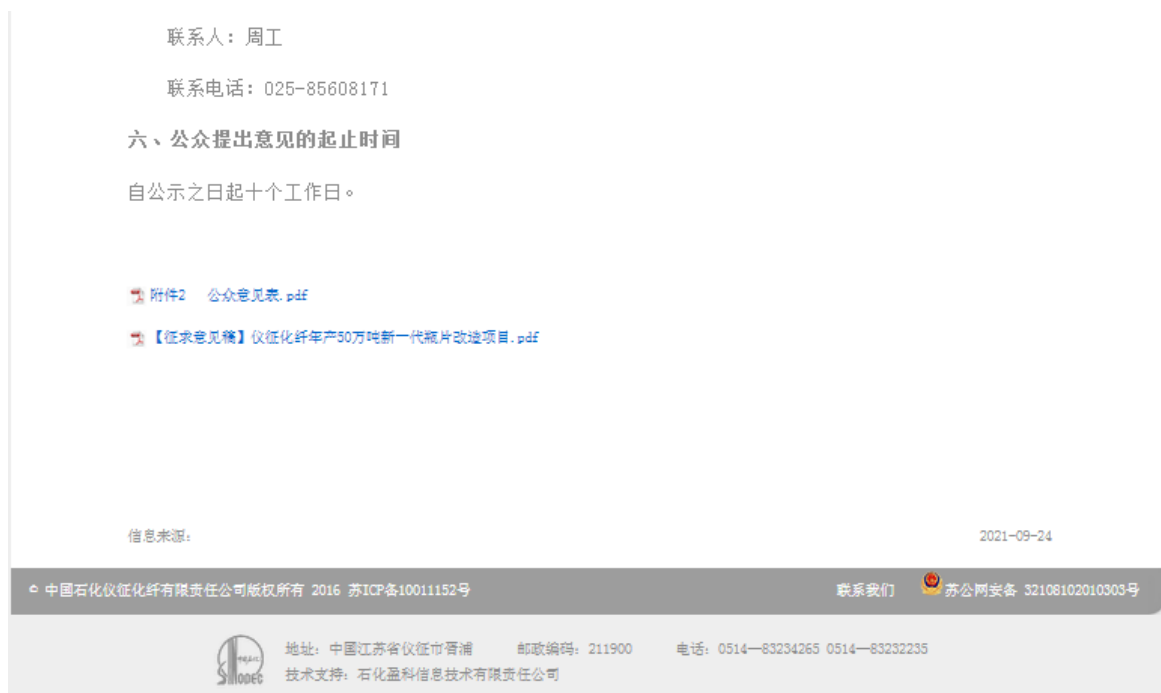 联系人：周工
联系电话：025-85608171
六、公众提出意见的起止时间
自公示之日起十个工作日。
附件2 公众意见表.pdf
【征求意见稿】仪征化纤年产50万吨新一代瓶片改造项目.pdf
信息来源： 2021-09-24
© 中国石化仪征化纤有限责任公司版权所有 2016 苏ICP备10011152号 联系我们 苏公网安备 32108102010303号
地址：中国江苏省仪征市胥浦 邮政编码：211900 电话：0514—83234265 0514—83232235
SINOPEC 技术支持：石化盈科信息技术有限责任公司